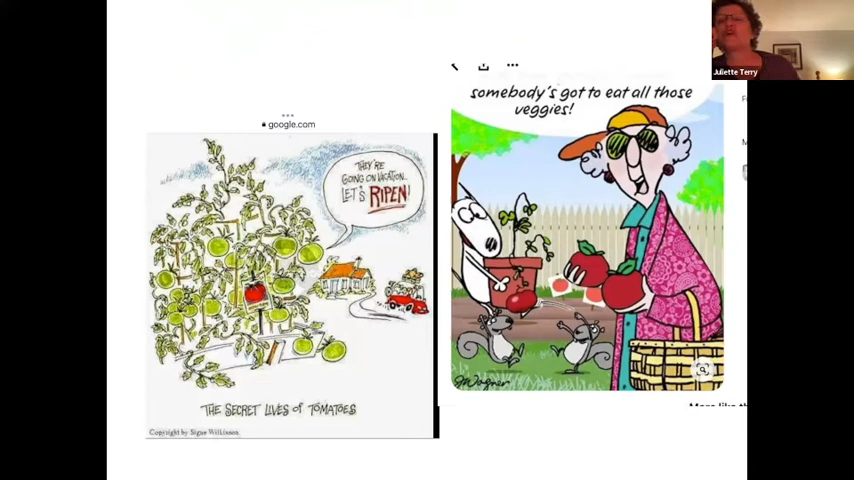 Juliette Terry
somebody's got to eat all those
veggies!
google.com
THEY'RE
GOING ON VACATION...
LET'S RIPEN!
JWagner
THE SECRET LIVES of TOMATOES
Copyright by Signe Wilkinson